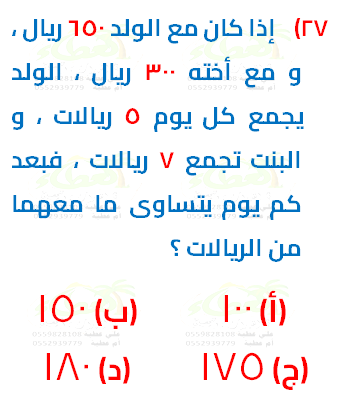 ٢٧) إذا كان مع الولد ٦٥٠ ريال ،
و مع أخته ٣٠٠ ريال ، الولد
يجمع كل يوم ٥ ريالات ، و
البنت تجمع ٧ ريالات ، فبعد
كم يوم يتساوى ما معهما
من الريالات ؟
(أ) ١٠٠ (ب) ١٥٠
(ج) ١٧٥ (د) ١٨٠